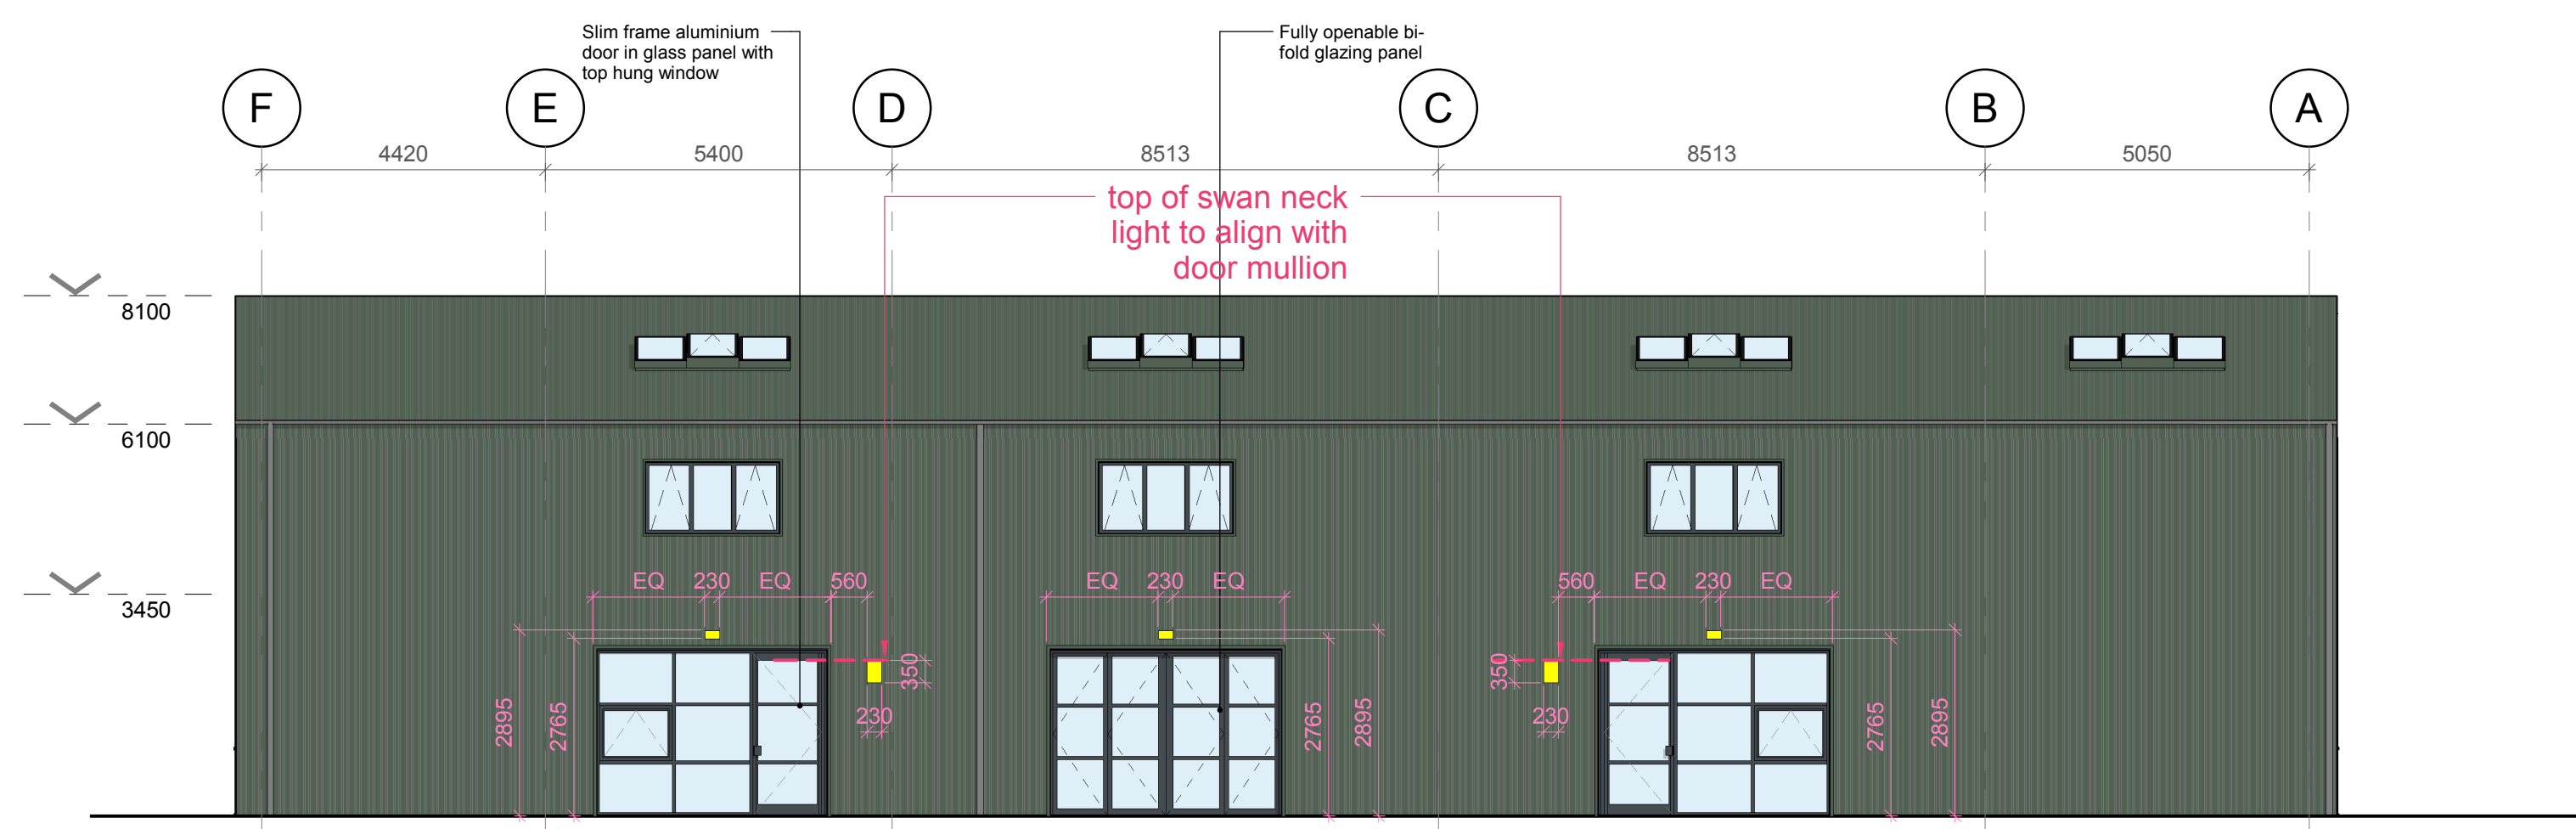 Slim frame aluminium
door in glass panel with
top hung window
Fully openable bi-
fold glazing panel
F
E
D
C
B
A
4420
5400
8513
8513
5050
top of swan neck
light to align with
door mullion
8100
6100
3450
EQ
230
EQ
560
EQ
230
EQ
560
EQ
230
EQ
2895
2765
350
230
2765
2895
350
230
2765
2895